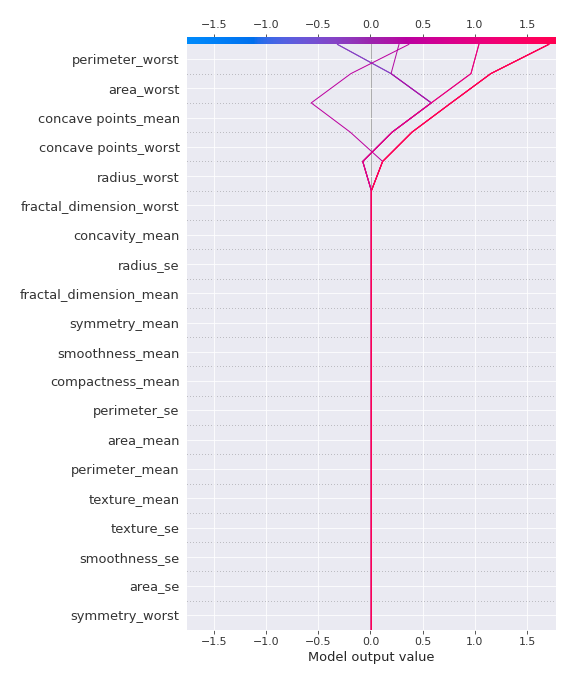 −1.5 −1.0 −0.5 0.0 0.5 1.0 1.5
perimeter_worst
area_worst
concave points_mean
concave points_worst
radius_worst
fractal_dimension_worst
concavity_mean
radius_se
fractal_dimension_mean
symmetry_mean
smoothness_mean
compactness_mean
perimeter_se
area_mean
perimeter_mean
texture_mean
texture_se
smoothness_se
area_se
symmetry_worst
−1.5 −1.0 −0.5 0.0 0.5 1.0 1.5
Model output value